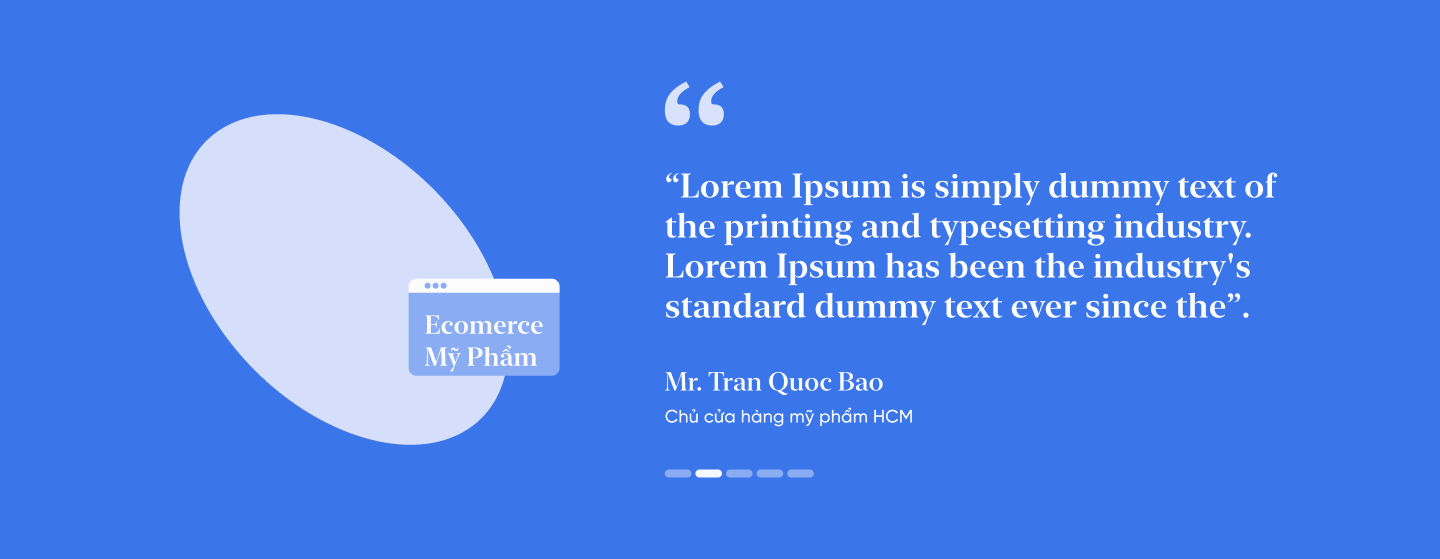 “
“Lorem Ipsum is simply dummy text of
the printing and typesetting industry.
Lorem Ipsum has been the industry's
standard dummy text ever since the”.
Ecomerce
Mỹ Phẩm
Mr. Tran Quoc Bao
Chủ cửa hàng mỹ phẩm HCM